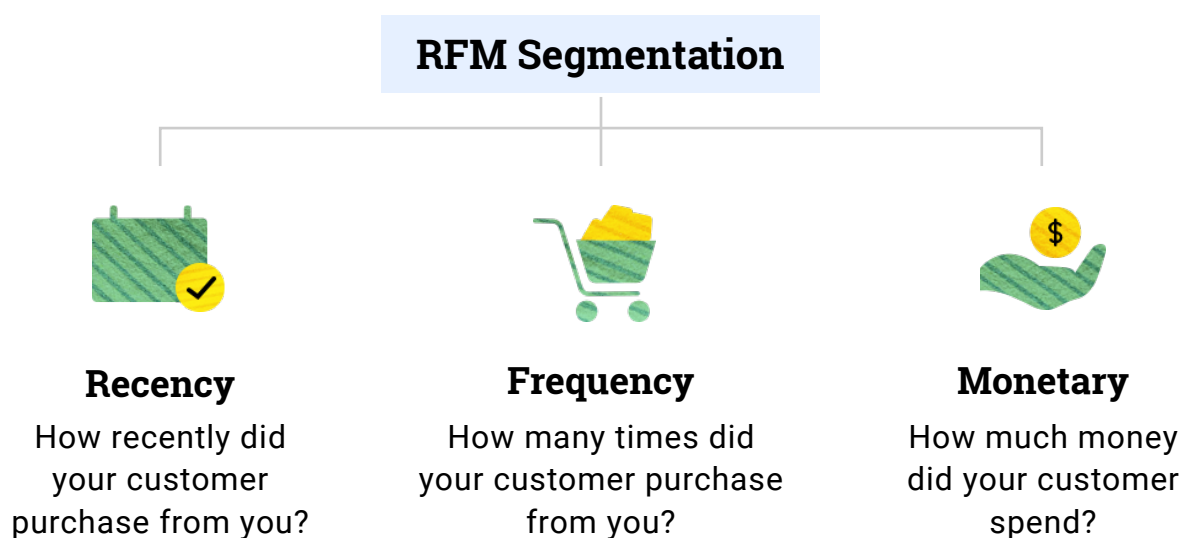 RFM Segmentation
$
Recency
How recently did
your customer
purchase from you?
Frequency
How many times did
your customer purchase
from you?
Monetary
How much money
did your customer
spend?